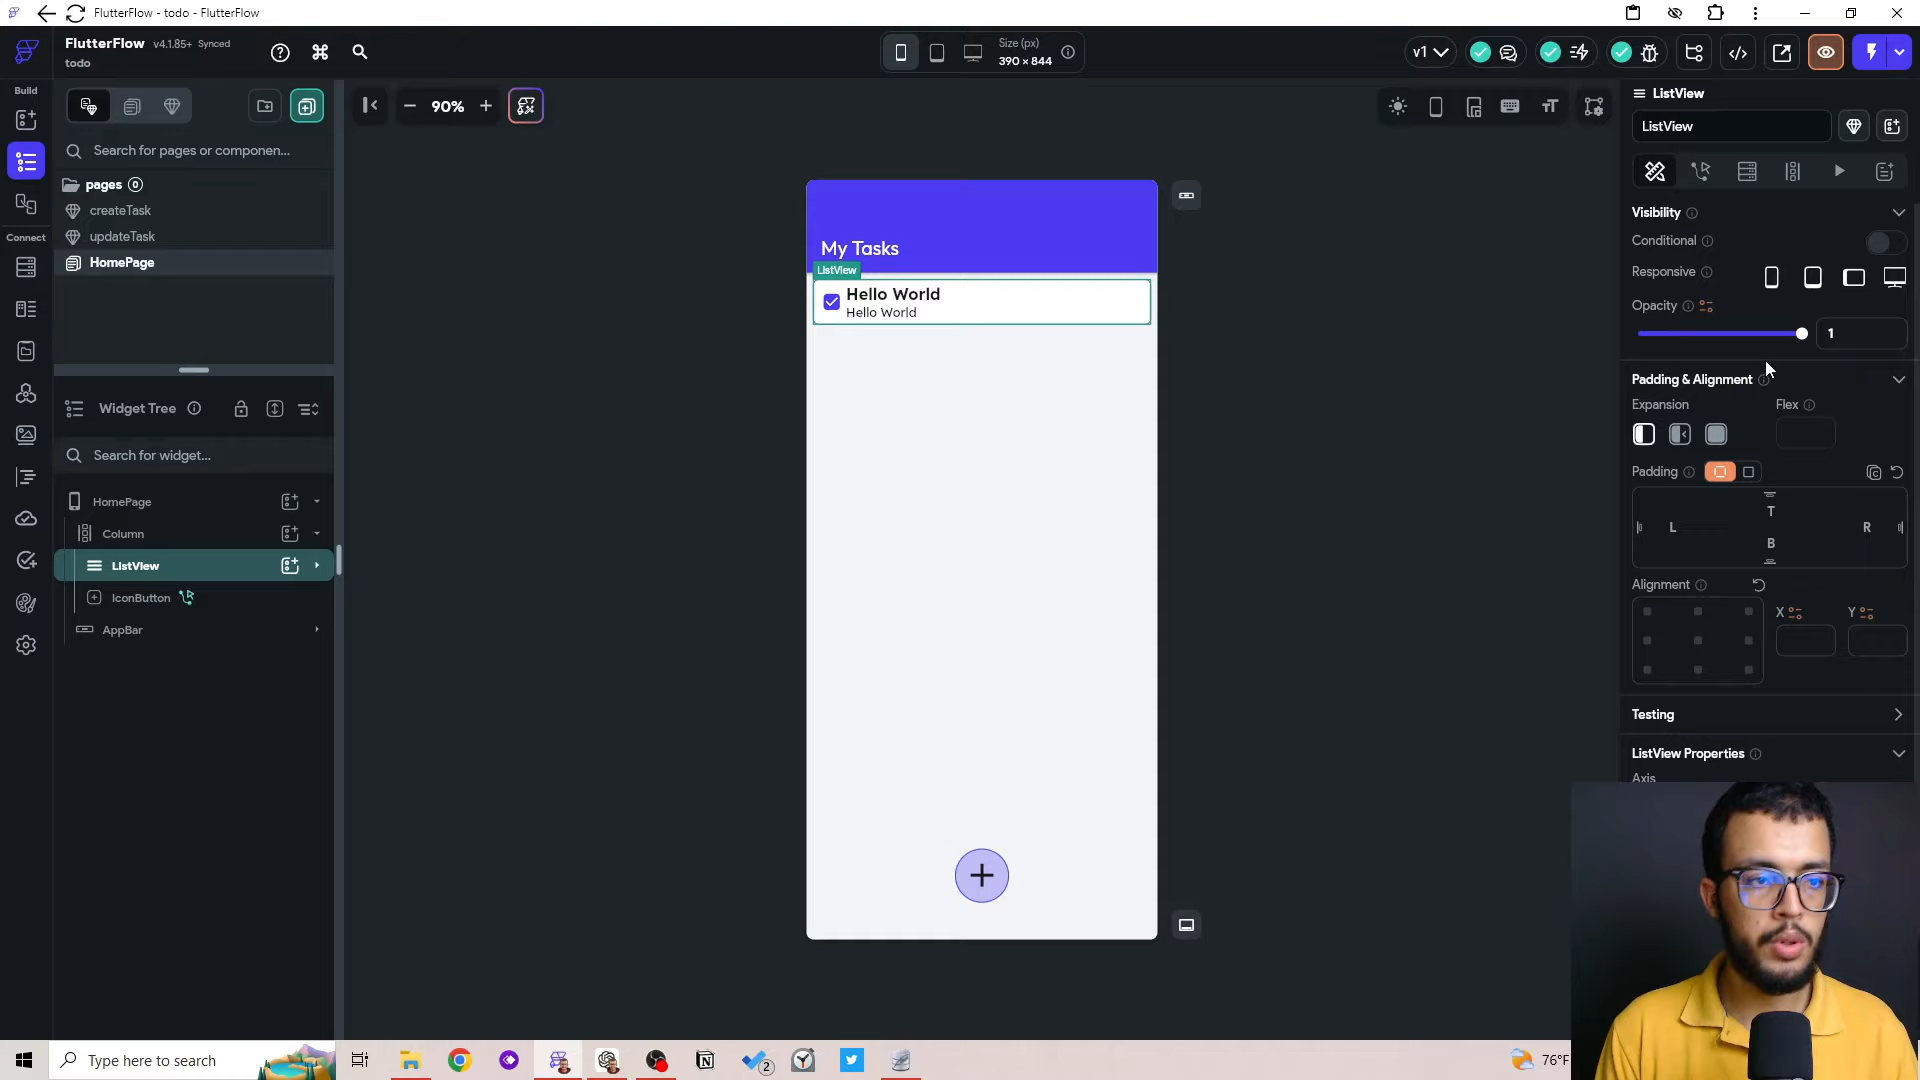 FlutterFlow - todo - FlutterFlow
FlutterFlow v4.1.85+ Synced
todo
Size (px)
390 × 844
v1
Build
Connect
Search for pages or componen...
pages 0
createTask
updateTask
HomePage
Widget Tree
Search for widget...
HomePage
Column
ListView
IconButton
AppBar
90%
My Tasks
ListView
Hello World
Hello World
ListView
ListView
Visibility
Conditional
Responsive
Opacity
1
Padding & Alignment
Expansion
Flex
Padding
T
L
R
B
Alignment
X
Y
Testing
ListView Properties
Axis
Type here to search
2
76°F